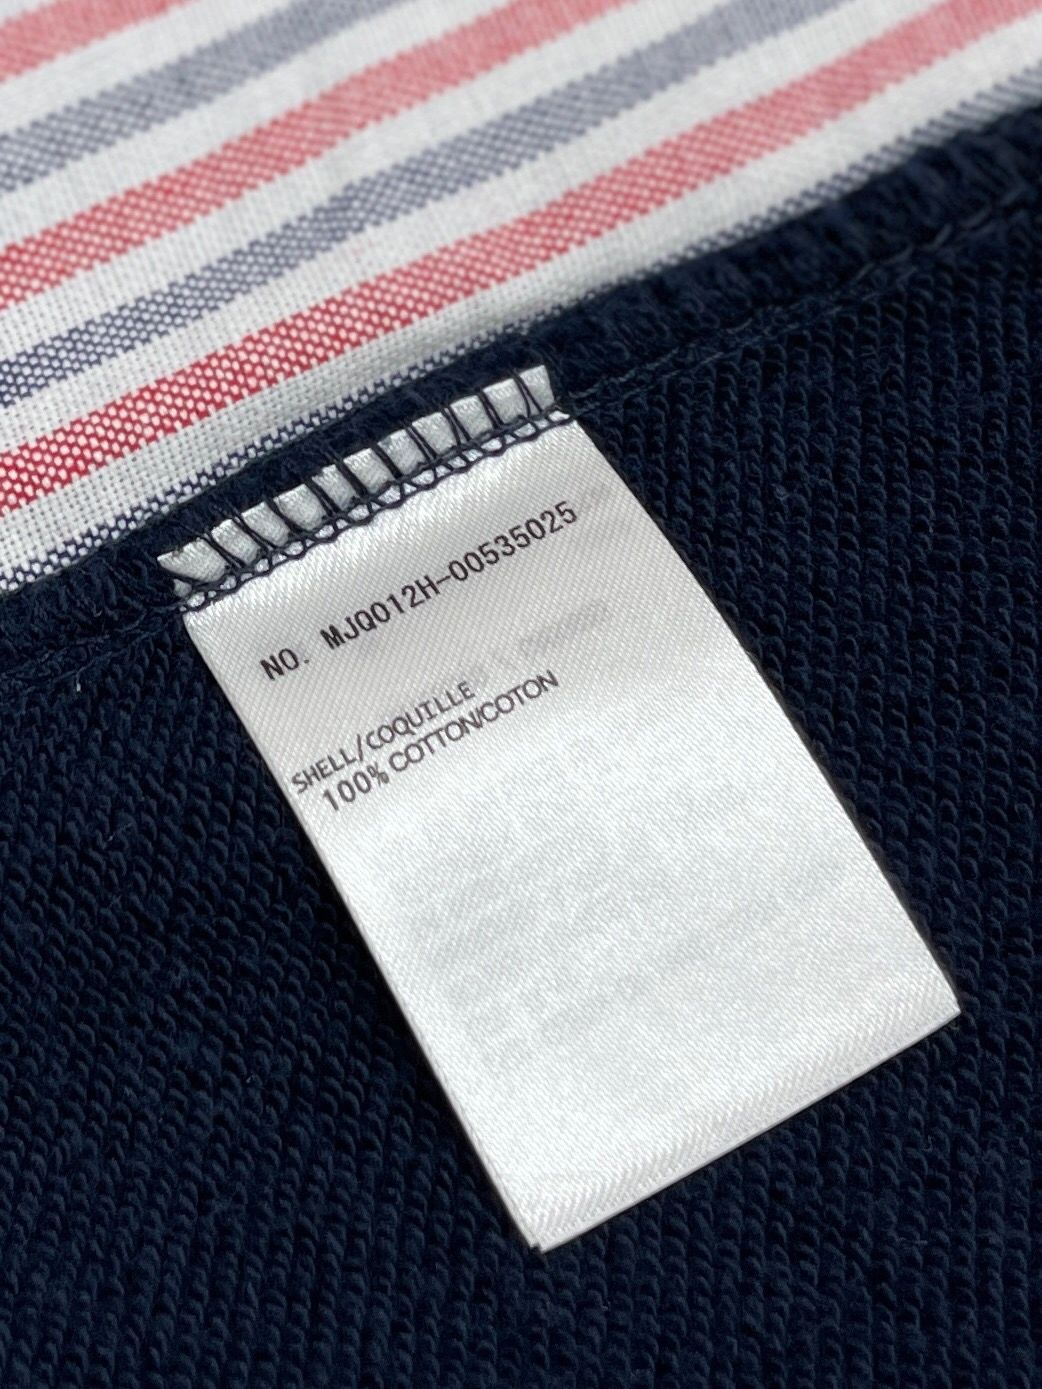 NO. MJQ012H-00535025
SHELL/COQUILLE
100% COTTON/COTON